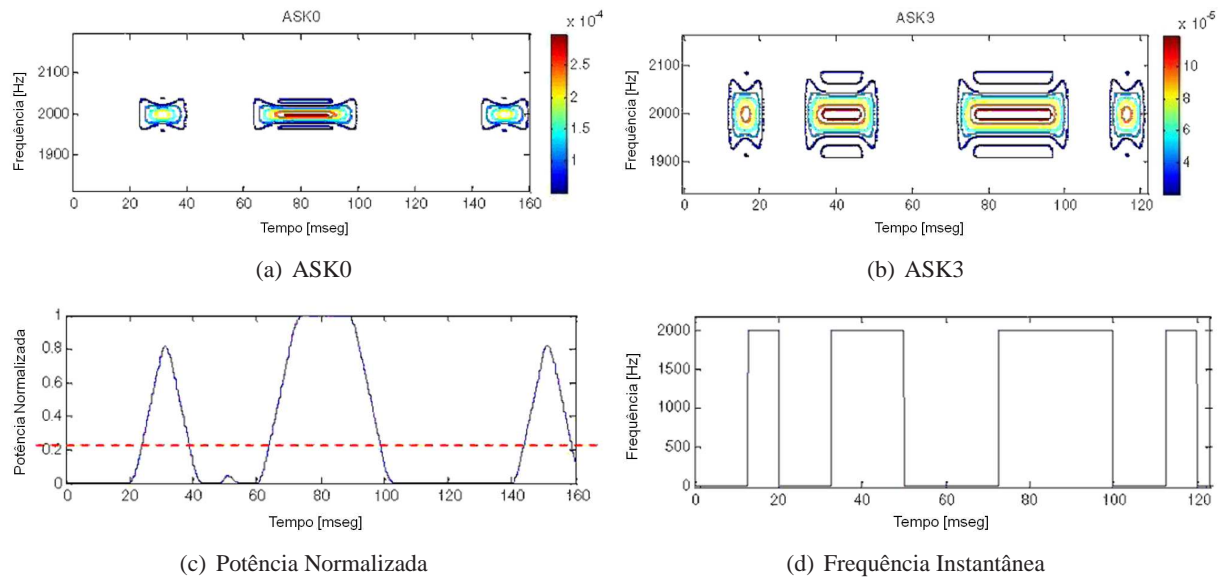 ASK0
x 10⁻⁴
Frequência [Hz]
2100
2000
1900
0 20 40 60 80 100 120 140 160
Tempo [mseg]
2.5
2
1.5
1
(a) ASK0
ASK3
x 10⁻⁵
Frequência [Hz]
2100
2000
1900
0 20 40 60 80 100 120
Tempo [mseg]
10
8
6
4
(b) ASK3
Potência Normalizada
1
0.8
0.6
0.4
0.2
0
0 20 40 60 80 100 120 140 160
Tempo [mseg]
(c) Potência Normalizada
Frequência [Hz]
2000
1500
1000
500
0
0 20 40 60 80 100 120
Tempo [mseg]
(d) Frequência Instantânea